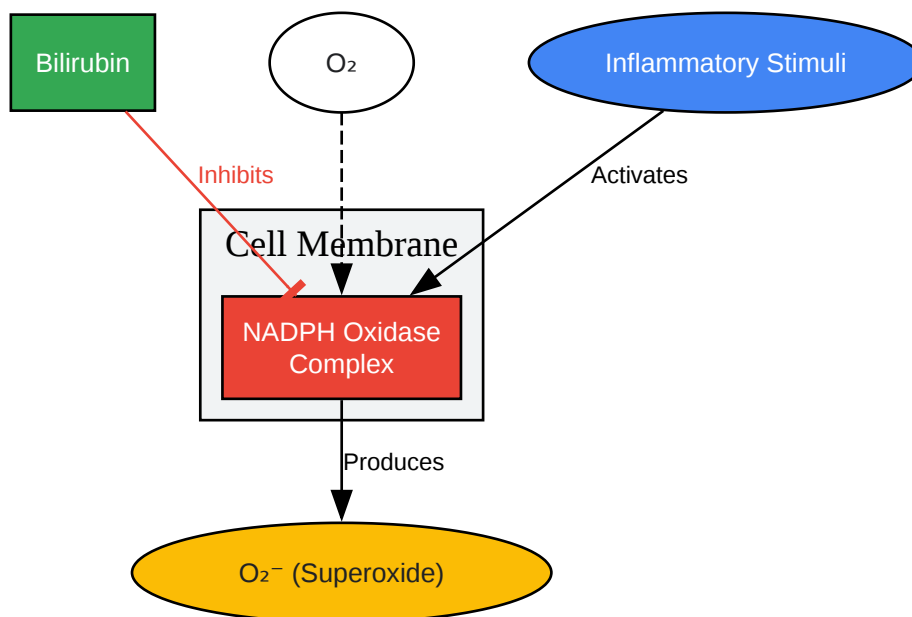 Bilirubin
O₂
Inflammatory Stimuli
Inhibits
Activates
Cell Membrane
NADPH Oxidase
Complex
Produces
O₂⁻ (Superoxide)